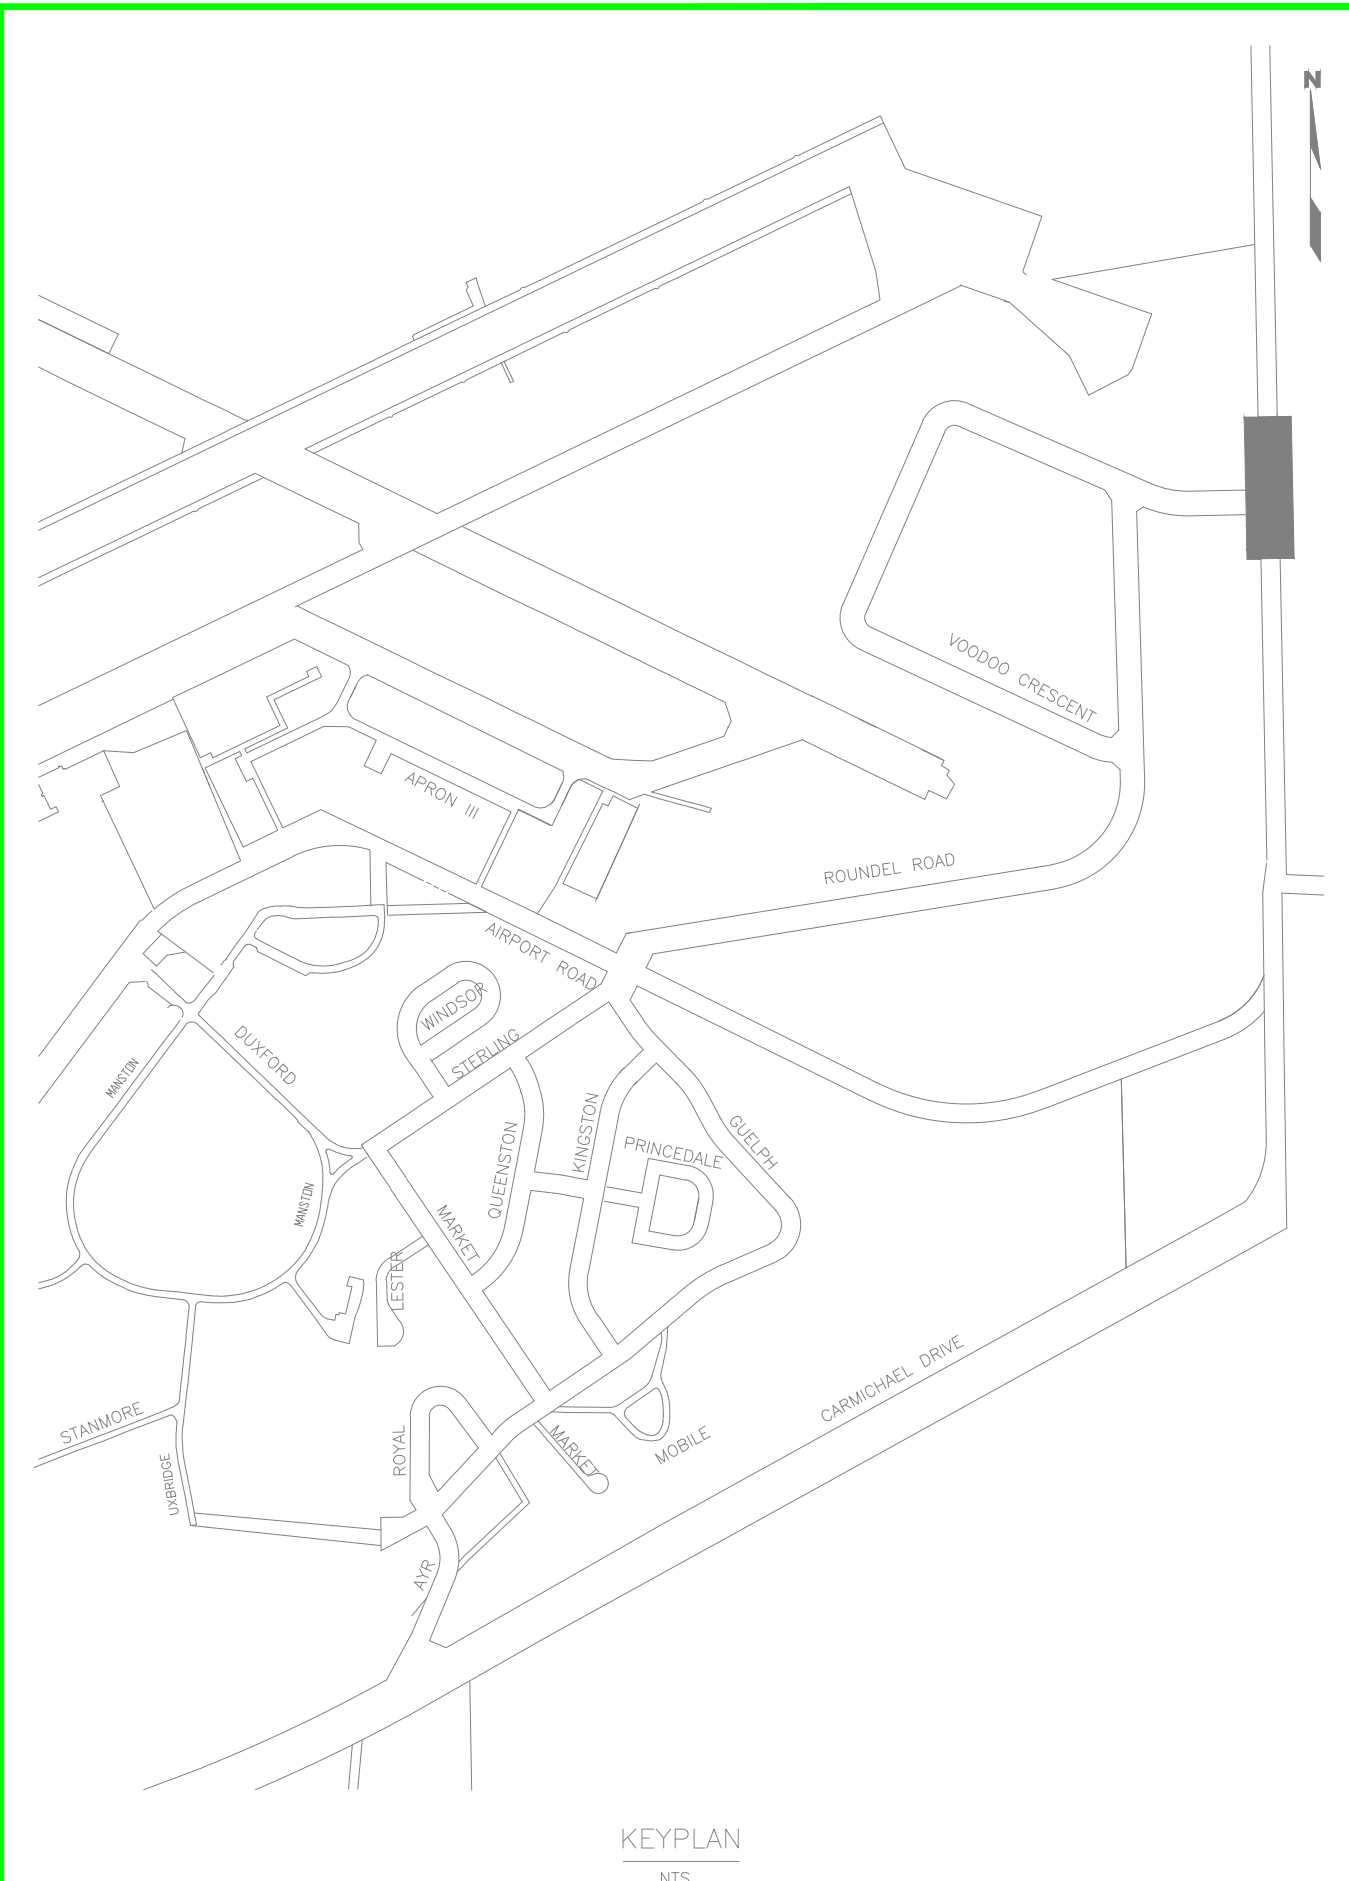 N
VOODOO CRESCENT
APRON III
ROUNDEL ROAD
AIRPORT ROAD
WINDSOR
STERLING
DUXFORD
MANSTON
KINGSTON
GUELPH
PRINCEDALE
QUEENSTON
MANSTON
MARKET
LESTER
CARMICHAEL DRIVE
STANMORE
ROYAL
MARKET
MOBILE
UXBRIDGE
AYR
KEYPLAN
NTS